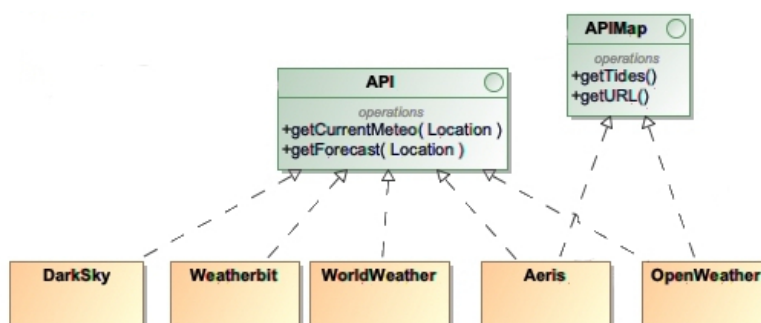 APIMap
operations
+getTides()
+getURL()
API
operations
+getCurrentMeteo( Location )
+getForecast( Location )
DarkSky
Weatherbit
WorldWeather
Aeris
OpenWeather